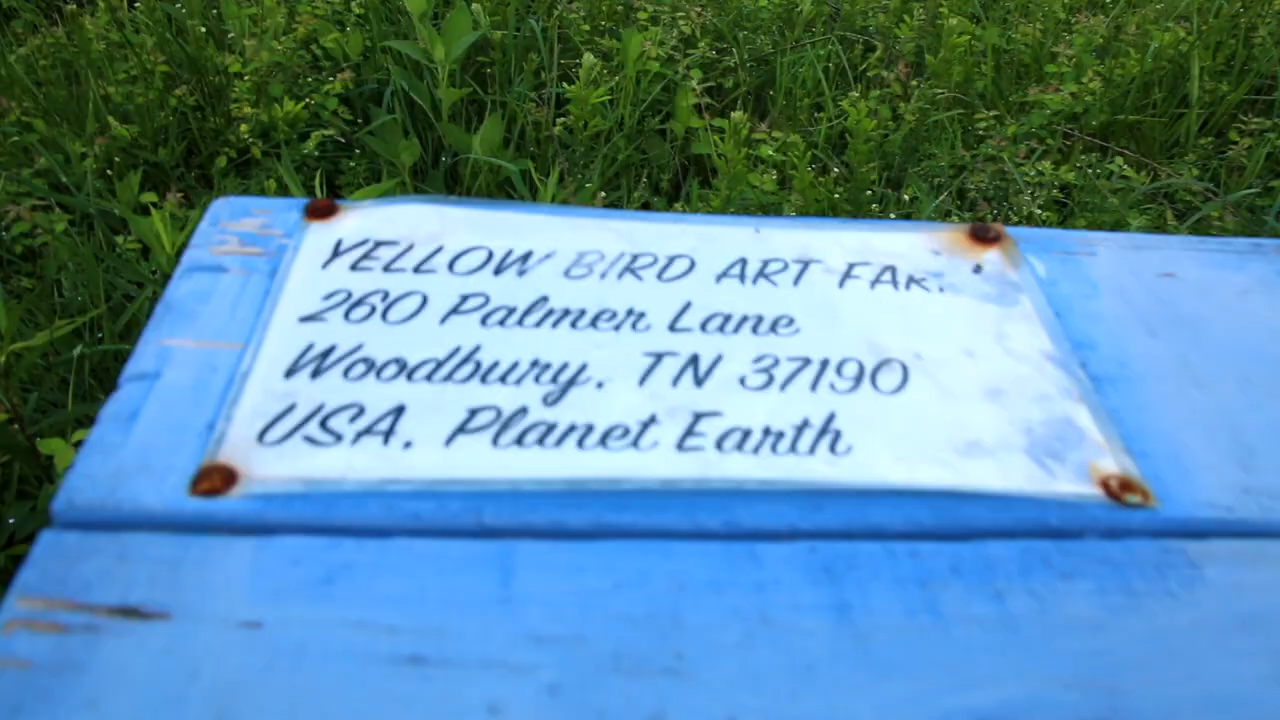 YELLOW BIRD ART
260 Palmer Lane
Woodbury, TN 37190
USA, Planet Earth